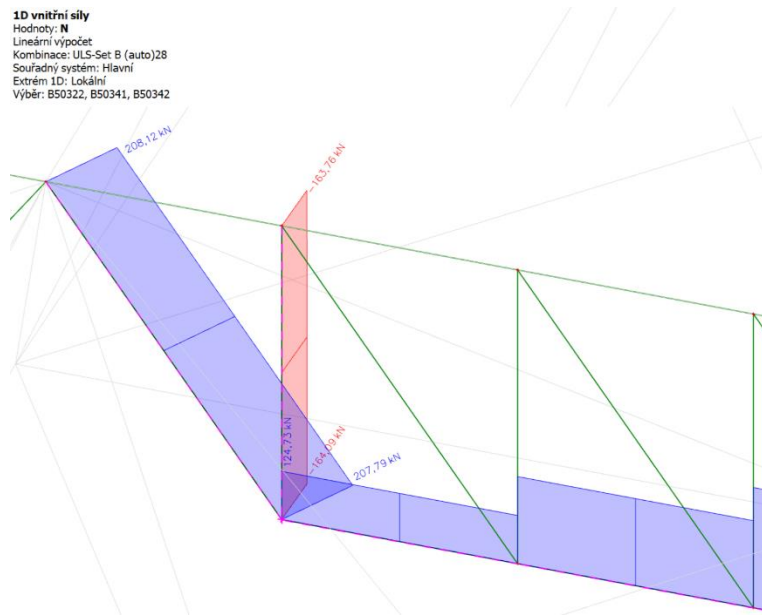 1D vnitřní síly
Hodnoty: N
Lineární výpočet
Kombinace: ULS-Set B (auto)28
Souřadný systém: Hlavní
Extrém 1D: Lokální
Výběr: B50322, B50341, B50342
208,12 kN
-163,76 kN
124,73 kN
-164,09 kN
207,79 kN